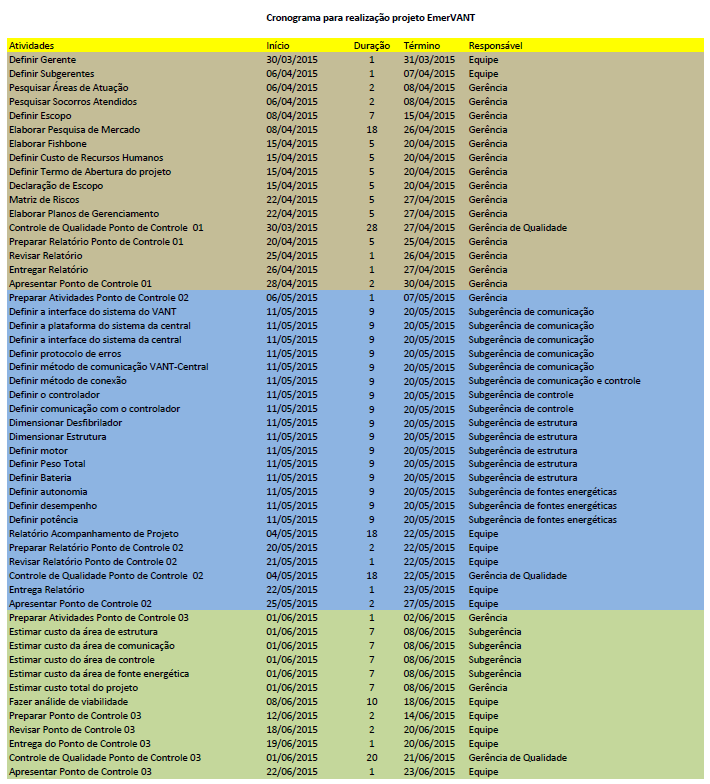 Cronograma para realização projeto EmerVANT
Atividades Início Duração Término Responsável
Definir Gerente 30/03/2015 1 31/03/2015 Equipe
Definir Subgerentes 06/04/2015 1 07/04/2015 Equipe
Pesquisar Áreas de Atuação 06/04/2015 2 08/04/2015 Gerência
Pesquisar Socorros Atendidos 06/04/2015 2 08/04/2015 Gerência
Definir Escopo 08/04/2015 7 15/04/2015 Gerência
Elaborar Pesquisa de Mercado 08/04/2015 18 26/04/2015 Gerência
Elaborar Fishbone 15/04/2015 5 20/04/2015 Gerência
Definir Custo de Recursos Humanos 15/04/2015 5 20/04/2015 Gerência
Definir Termo de Abertura do projeto 15/04/2015 5 20/04/2015 Gerência
Declaração de Escopo 15/04/2015 5 20/04/2015 Gerência
Matriz de Riscos 22/04/2015 5 27/04/2015 Gerência
Elaborar Planos de Gerenciamento 22/04/2015 5 27/04/2015 Gerência
Controle de Qualidade Ponto de Controle 01 30/03/2015 28 27/04/2015 Gerência de Qualidade
Preparar Relatório Ponto de Controle 01 20/04/2015 5 25/04/2015 Gerência
Revisar Relatório 25/04/2015 1 26/04/2015 Gerência
Entregar Relatório 26/04/2015 1 27/04/2015 Gerência
Apresentar Ponto de Controle 01 28/04/2015 2 30/04/2015 Gerência
Preparar Atividades Ponto de Controle 02 06/05/2015 1 07/05/2015 Gerência
Definir a interface do sistema do VANT 11/05/2015 9 20/05/2015 Subgerência de comunicação
Definir a plataforma do sistema da central 11/05/2015 9 20/05/2015 Subgerência de comunicação
Definir a interface do sistema da central 11/05/2015 9 20/05/2015 Subgerência de comunicação
Definir protocolo de erros 11/05/2015 9 20/05/2015 Subgerência de comunicação
Definir método de comunicação VANT-Central 11/05/2015 9 20/05/2015 Subgerência de comunicação
Definir método de conexão 11/05/2015 9 20/05/2015 Subgerência de comunicação e controle
Definir o controlador 11/05/2015 9 20/05/2015 Subgerência de controle
Definir comunicação com o controlador 11/05/2015 9 20/05/2015 Subgerência de controle
Dimensionar Desfibrilador 11/05/2015 9 20/05/2015 Subgerência de estrutura
Dimensionar Estrutura 11/05/2015 9 20/05/2015 Subgerência de estrutura
Definir motor 11/05/2015 9 20/05/2015 Subgerência de estrutura
Definir Peso Total 11/05/2015 9 20/05/2015 Subgerência de estrutura
Definir Bateria 11/05/2015 9 20/05/2015 Subgerência de estrutura
Definir autonomia 11/05/2015 9 20/05/2015 Subgerência de fontes energéticas
Definir desempenho 11/05/2015 9 20/05/2015 Subgerência de fontes energéticas
Definir potência 11/05/2015 9 20/05/2015 Subgerência de fontes energéticas
Relatório Acompanhamento de Projeto 04/05/2015 18 22/05/2015 Equipe
Preparar Relatório Ponto de Controle 02 20/05/2015 2 22/05/2015 Equipe
Revisar Relatório Ponto de Controle 02 21/05/2015 1 22/05/2015 Equipe
Controle de Qualidade Ponto de Controle 02 04/05/2015 18 22/05/2015 Gerência de Qualidade
Entrega Relatório 22/05/2015 1 23/05/2015 Equipe
Apresentar Ponto de Controle 02 25/05/2015 2 27/05/2015 Equipe
Preparar Atividades Ponto de Controle 03 01/06/2015 1 02/06/2015 Gerência
Estimar custo da área de estrutura 01/06/2015 7 08/06/2015 Subgerência
Estimar custo da área de comunicação 01/06/2015 7 08/06/2015 Subgerência
Estimar custo do área de controle 01/06/2015 7 08/06/2015 Subgerência
Estimar custo da área de fonte energética 01/06/2015 7 08/06/2015 Subgerência
Estimar custo total do projeto 01/06/2015 7 08/06/2015 Gerência
Fazer análide de viabilidade 08/06/2015 10 18/06/2015 Equipe
Preparar Ponto de Controle 03 12/06/2015 2 14/06/2015 Equipe
Revisar Ponto de Controle 03 18/06/2015 2 20/06/2015 Equipe
Entrega do Ponto de Controle 03 19/06/2015 1 20/06/2015 Equipe
Controle de Qualidade Ponto de Controle 03 01/06/2015 20 21/06/2015 Gerência de Qualidade
Apresentar Ponto de Controle 03 22/06/2015 1 23/06/2015 Equipe